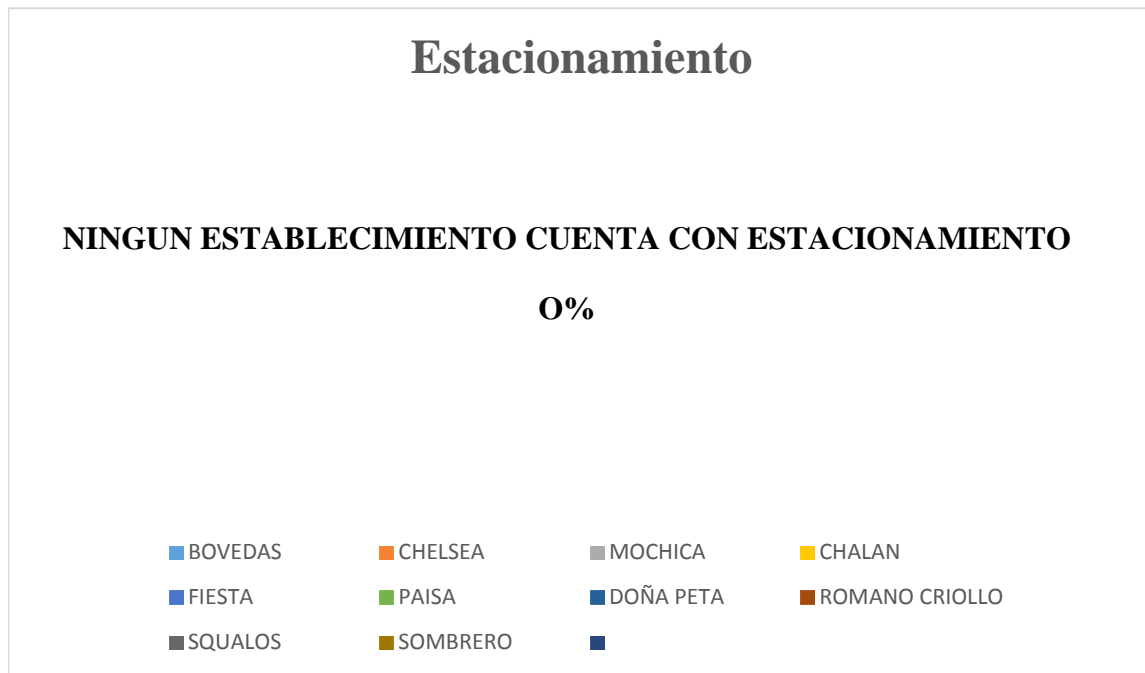 Estacionamiento
NINGUN ESTABLECIMIENTO CUENTA CON ESTACIONAMIENTO
O%
BOVEDAS CHELSEA MOCHICA CHALAN
FIESTA PAISA DOÑA PETA ROMANO CRIOLLO
SQUALOS SOMBRERO